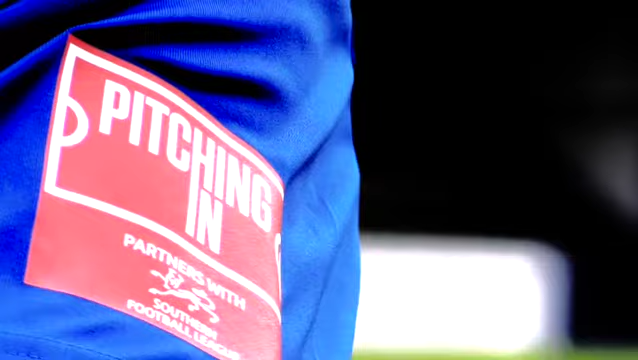 PITCHING
IN
PARTNERS WITH
SOUTHERN
FOOTBALL LEAGUE